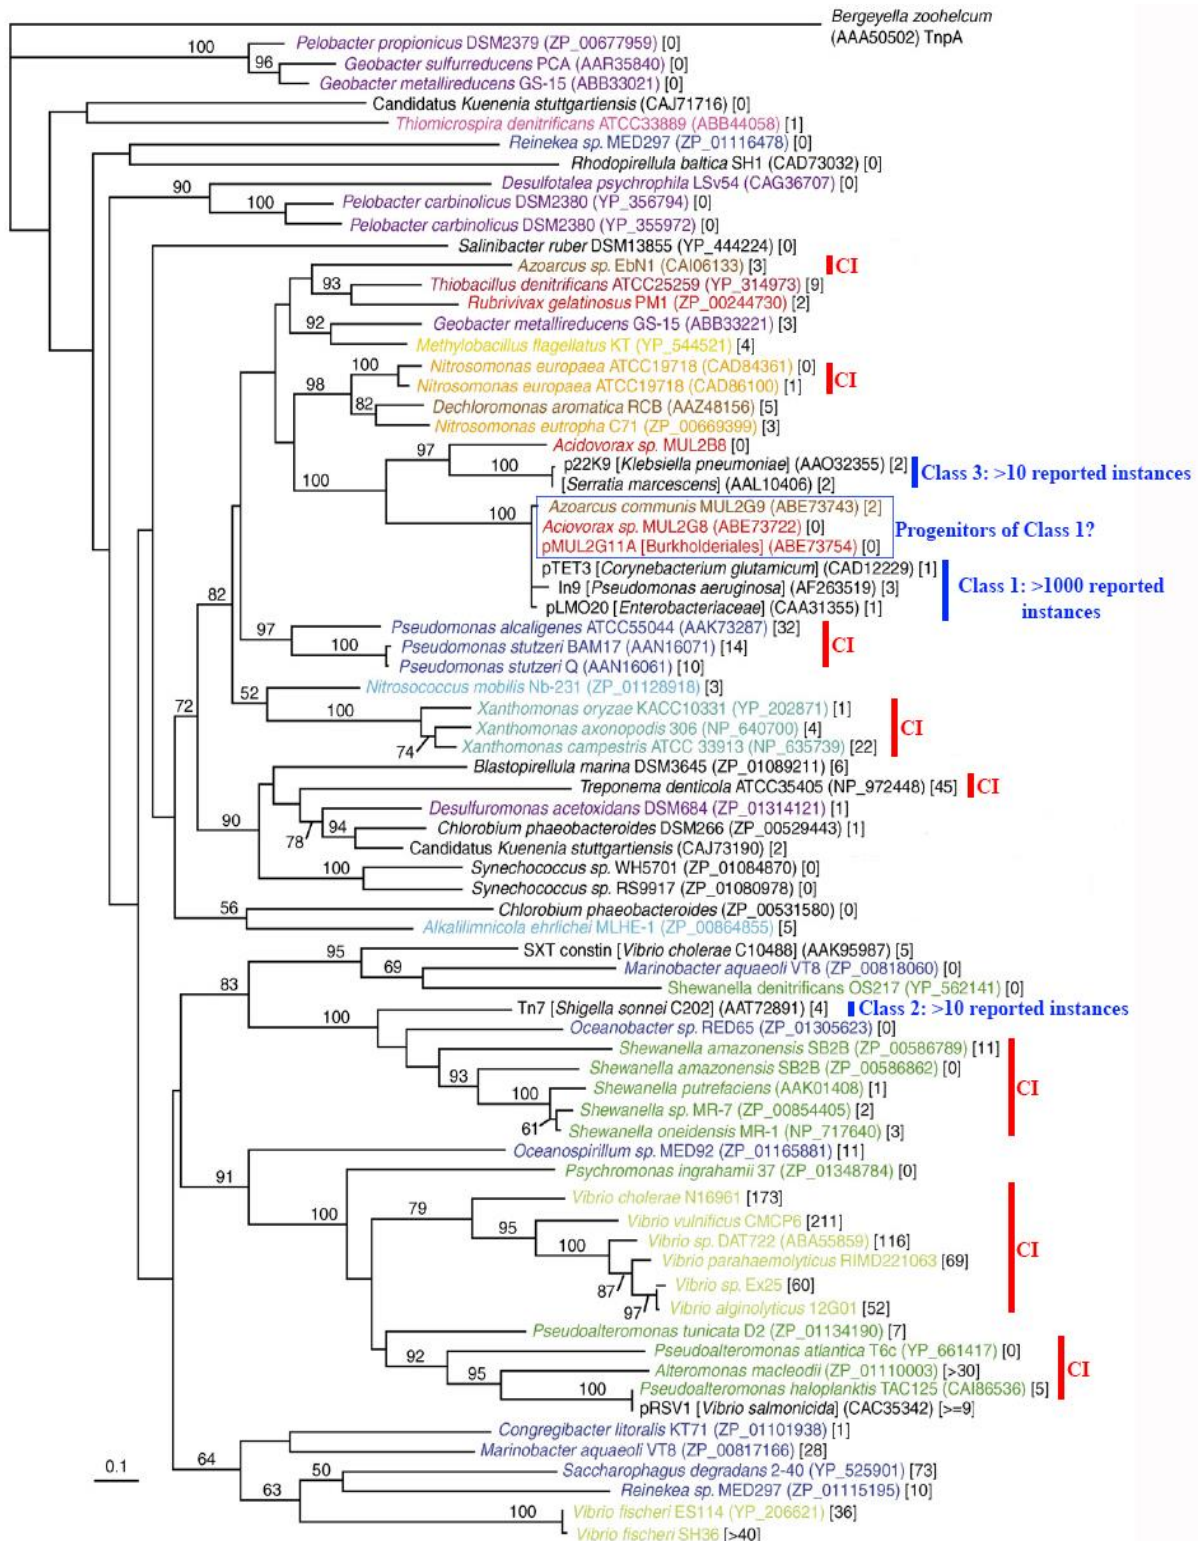 Bergeyella zoohelcum
(AAA50502) TnpA
100
Pelobacter propionicus DSM2379 (ZP_00677959) [0]
96
Geobacter sulfurreducens PCA (AAR35840) [0]
Geobacter metallireducens GS-15 (ABB33021) [0]
Candidatus Kuenenia stuttgartiensis (CAJ71716) [0]
Thiomicrospira denitrificans ATCC33889 (ABB44058) [1]
Reinekea sp. MED297 (ZP_01116478) [0]
Rhodopirellula baltica SH1 (CAD73032) [0]
90
Desulfotalea psychrophila LSv54 (CAG36707) [0]
100
Pelobacter carbinolicus DSM2380 (YP_356794) [0]
Pelobacter carbinolicus DSM2380 (YP_355972) [0]
Salinibacter ruber DSM13855 (YP_444224) [0]
Azoarcus sp. EbN1 (CAI06133) [3]
CI
93
Thiobacillus denitrificans ATCC25259 (YP_314973) [9]
Rubrivivax gelatinosus PM1 (ZP_00244730) [2]
92
Geobacter metallireducens GS-15 (ABB33221) [3]
Methylobacillus flagellatus KT (YP_544521) [4]
100
Nitrosomonas europaea ATCC19718 (CAD84361) [0]
CI
98
Nitrosomonas europaea ATCC19718 (CAD86100) [1]
82
Dechloromonas aromatica RCB (AAZ48156) [5]
Nitrosomonas eutropha C71 (ZP_00669399) [3]
97
Acidovorax sp. MUL2B8 [0]
100
100
p22K9 [Klebsiella pneumoniae) (AAO32355) [2]
Class 3: >10 reported instances
[Serratia marcescens] (AAL10406) [2]
100
Azoarcus communis MUL2G9 (ABE73743) [2]
Aciovorax sp. MUL2G8 (ABE73722) [0]
Progenitors of Class 1?
pMUL2G11A [Burkholderiales] (ABE73754) [0]
pTET3 [Corynebacterium glutamicum] (CAD12229) [1]
In9 [Pseudomonas aeruginosa] (AF263519) [3]
Class 1: >1000 reported
instances
pLMO20 [Enterobacteriaceae] (CAA31355) [1]
82
97
Pseudomonas alcaligenes ATCC55044 (AAK73287) [32]
100
Pseudomonas stutzeri BAM17 (AAN16071) [14]
CI
Pseudomonas stutzeri Q (AAN16061) [10]
52
Nitrosococcus mobilis Nb-231 (ZP_01128918) [3]
72
100
Xanthomonas oryzae KACC10331 (YP_202871) [1]
Xanthomonas axonopodis 306 (NP_640700) [4]
CI
74
Xanthomonas campestris ATCC 33913 (NP_635739) [22]
Blastopirellula marina DSM3645 (ZP_01089211) [6]
Treponema denticola ATCC35405 (NP_972448) [45]
CI
90
Desulfuromonas acetoxidans DSM684 (ZP_01314121) [1]
78
94
Chlorobium phaeobacteroides DSM266 (ZP_00529443) [1]
Candidatus Kuenenia stuttgartiensis (CAJ73190) [2]
100
Synechococcus sp. WH5701 (ZP_01084870) [0]
Synechococcus sp. RS9917 (ZP_01080978) [0]
56
Chlorobium phaeobacteroides (ZP_00531580) [0]
Alkalilimnicola ehrlichei MLHE-1 (ZP_00864855) [5]
95
SXT constin [Vibrio cholerae C10488] (AAK95987) [5]
69
Marinobacter aquaeoli VT8 (ZP_00818060) [0]
83
Shewanella denitrificans OS217 (YP_562141) [0]
100
Tn7 [Shigella sonnei C202] (AAT72891) [4]
Class 2: >10 reported instances
Oceanobacter sp. RED65 (ZP_01305623) [0]
Shewanella amazonensis SB2B (ZP_00586789) [11]
93
Shewanella amazonensis SB2B (ZP_00586862) [0]
100
Shewanella putrefaciens (AAK01408) [1]
CI
Shewanella sp. MR-7 (ZP_00854405) [2]
61
Shewanella oneidensis MR-1 (NP_717640) [3]
91
Oceanospirillum sp. MED92 (ZP_01165881) [11]
Psychromonas ingrahamii 37 (ZP_01348784) [0]
100
79
Vibrio cholerae N16961 [173]
95
Vibrio vulnificus CMCP6 [211]
100
Vibrio sp. DAT722 (ABA55859) [116]
CI
Vibrio parahaemolyticus RIMD221063 [69]
87
Vibrio sp. Ex25 [60]
97
Vibrio alginolyticus 12G01 [52]
Pseudoalteromonas tunicata D2 (ZP_01134190) [7]
92
Pseudoalteromonas atlantica T6c (YP_661417) [0]
95
Alteromonas macleodii (ZP_01110003) [>30]
CI
100
Pseudoalteromonas haloplanktis TAC125 (CAI86536) [5]
pRSV1 [Vibrio salmonicida] (CAC35342) [>=9]
Congregibacter litoralis KT71 (ZP_01101938) [1]
64
Marinobacter aquaeoli VT8 (ZP_00817166) [28]
0.1
50
Saccharophagus degradans 2-40 (YP_525901) [73]
63
Reinekea sp. MED297 (ZP_01115195) [10]
100
Vibrio fischeri ES114 (YP_206621) [36]
Vibrio fischeri SH36 [>40]